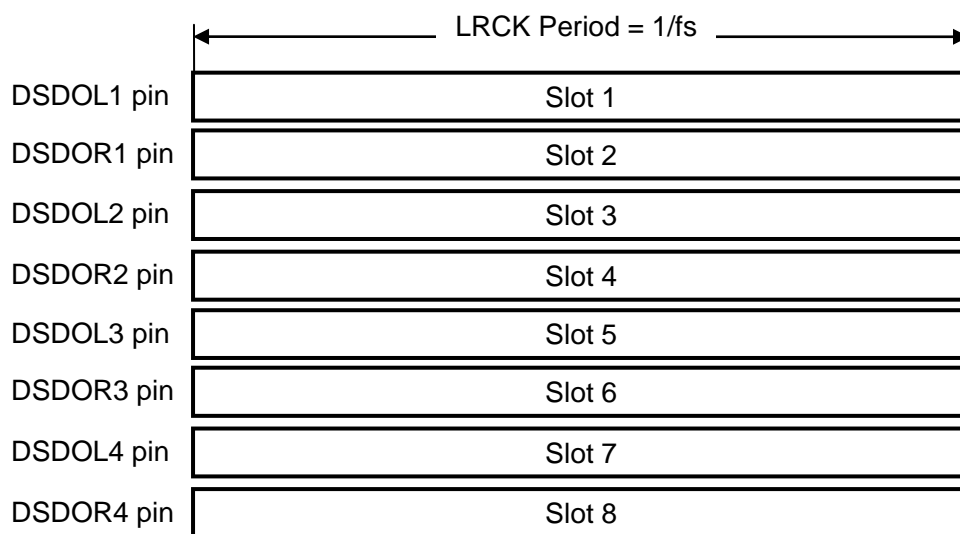 LRCK Period = 1/fs
DSDOL1 pin Slot 1
DSDOR1 pin Slot 2
DSDOL2 pin Slot 3
DSDOR2 pin Slot 4
DSDOL3 pin Slot 5
DSDOR3 pin Slot 6
DSDOL4 pin Slot 7
DSDOR4 pin Slot 8